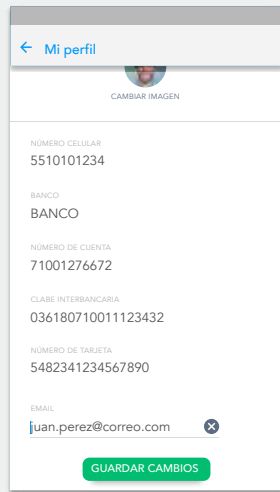 Mi perfil
CAMBIAR IMAGEN
NÚMERO CELULAR
5510101234
BANCO
BANCO
NÚMERO DE CUENTA
71001276672
CLABE INTERBANCARIA
036180710011123432
NÚMERO DE TARJETA
5482341234567890
EMAIL
juan.perez@correo.com
GUARDAR CAMBIOS